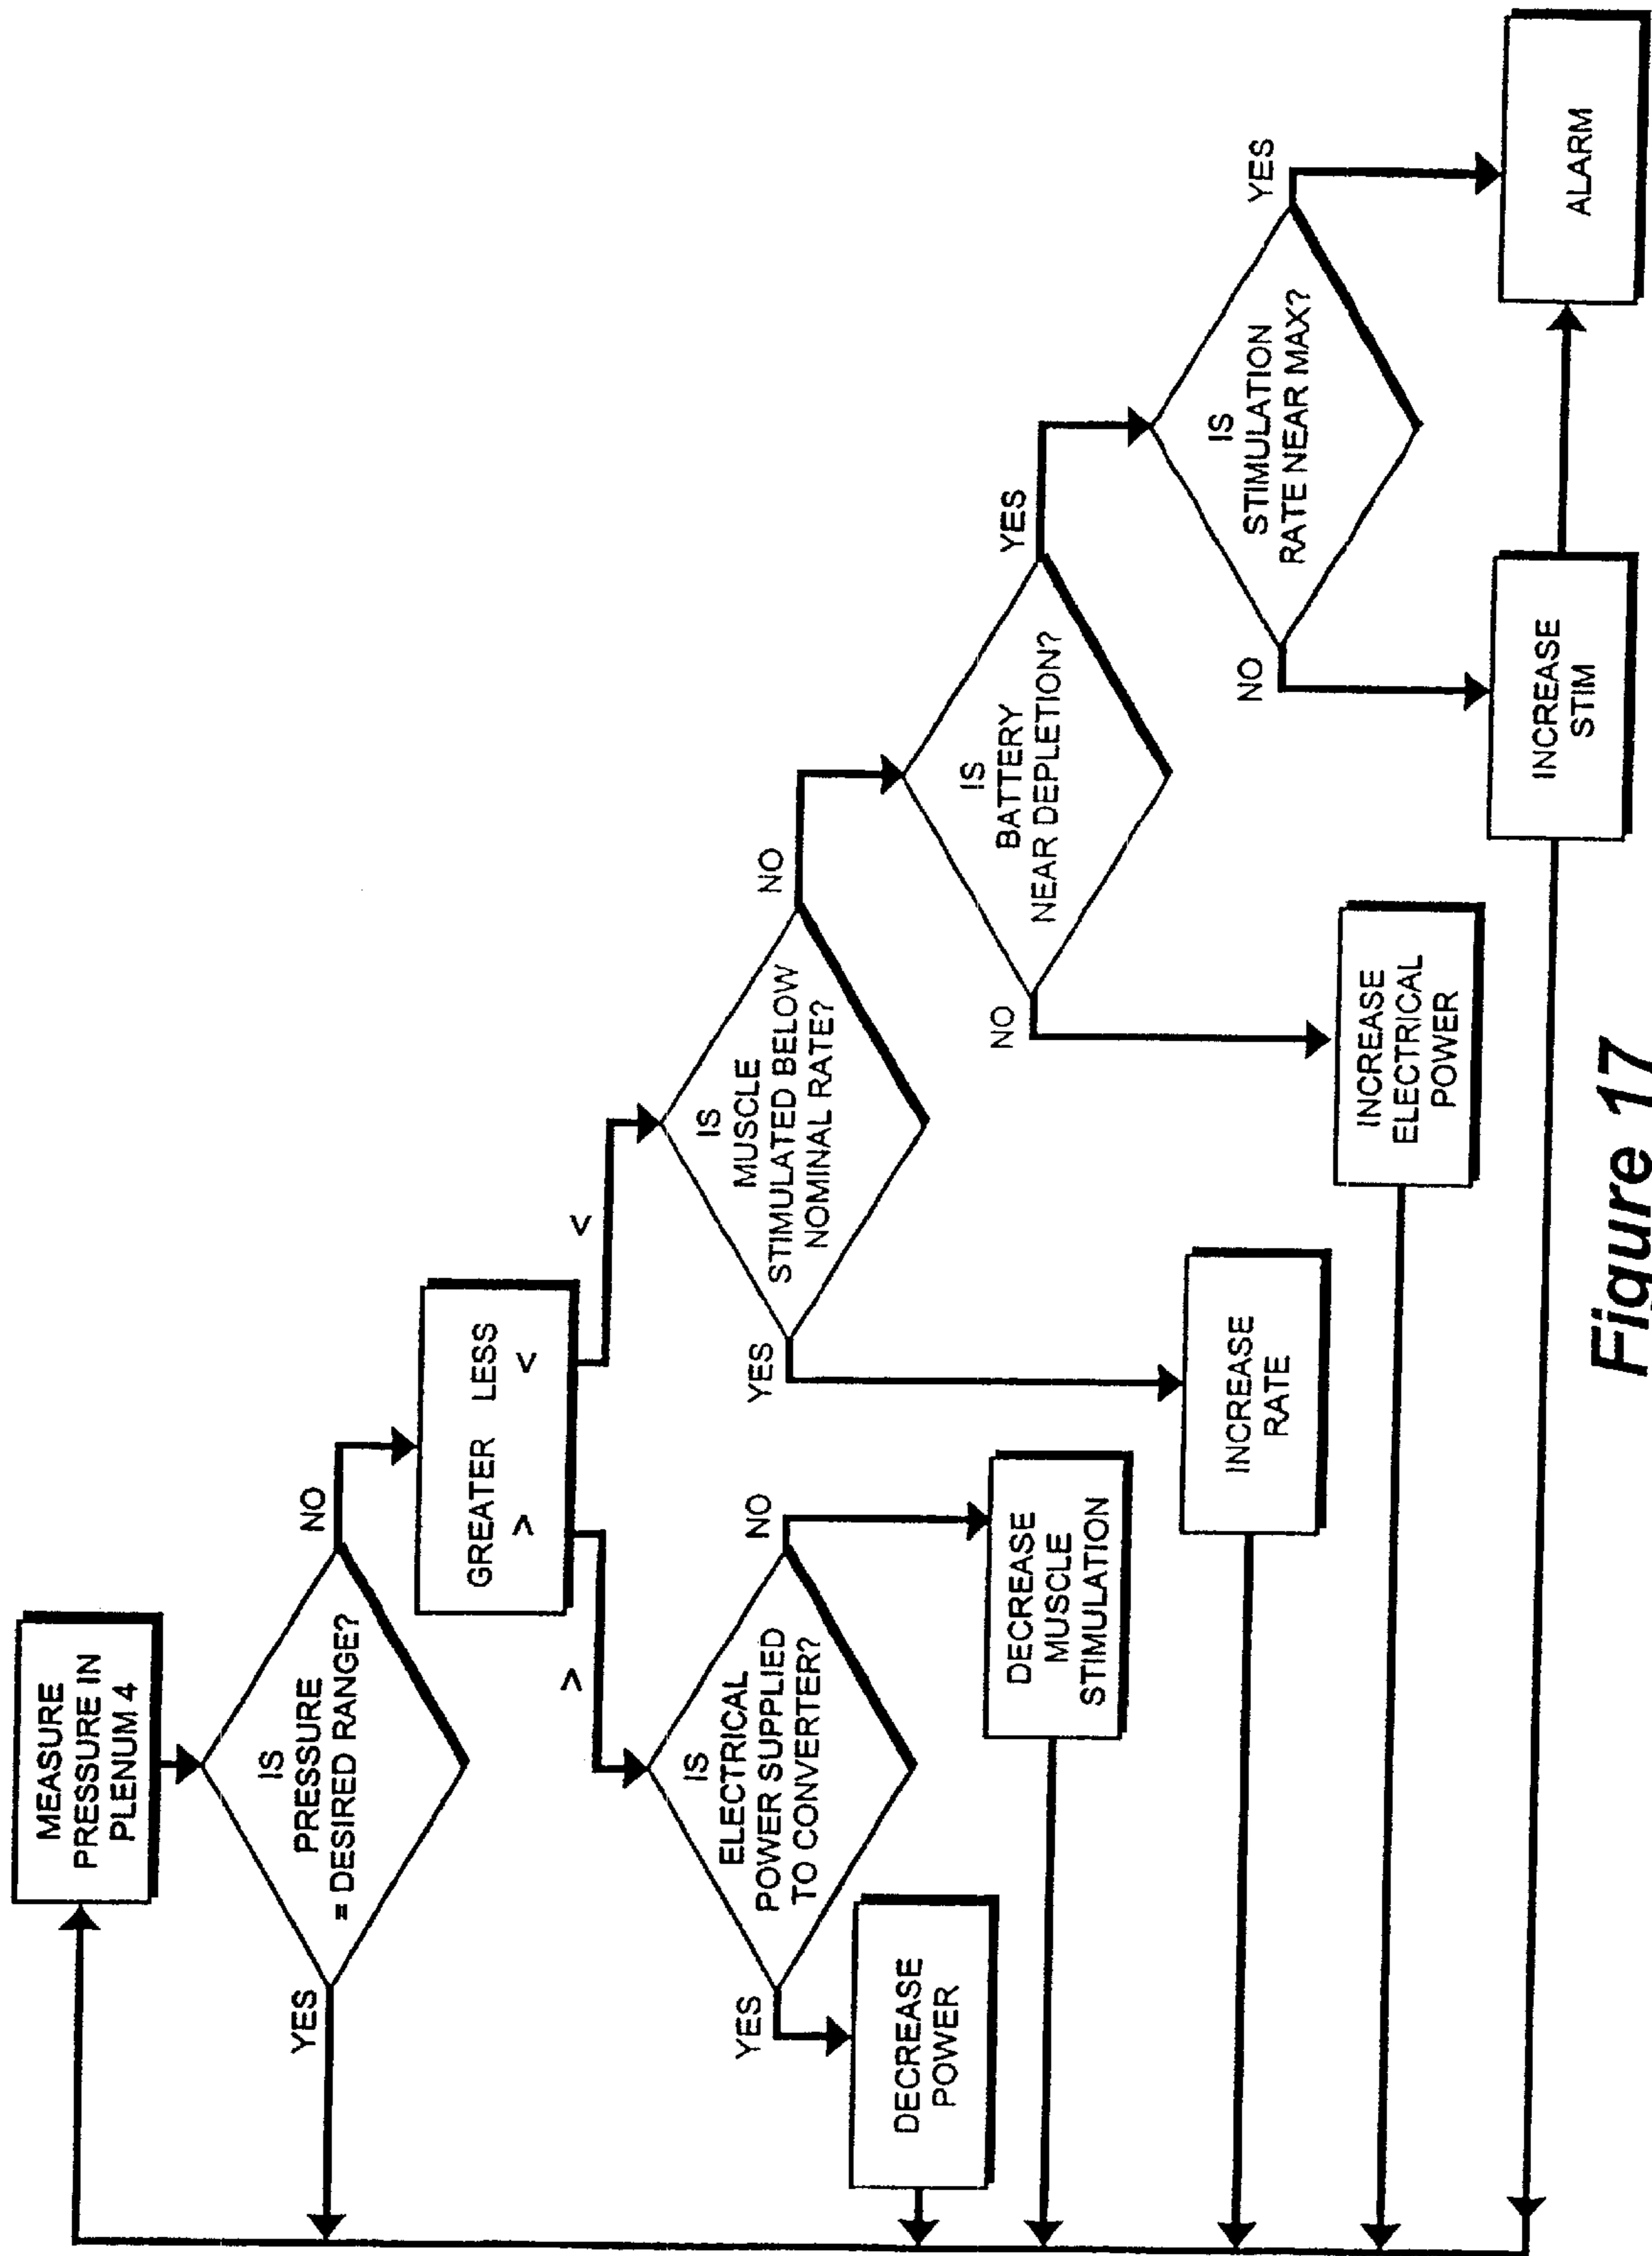 MEASURE
PRESSURE IN
PLENUM 4
IS
PRESSURE
= DESIRED RANGE?
YES
NO
GREATER LESS
> <
>
<
IS
ELECTRICAL
POWER SUPPLIED
TO CONVERTER?
YES
NO
DECREASE
POWER
DECREASE
MUSCLE
STIMULATION
IS
MUSCLE
STIMULATED BELOW
NOMINAL RATE?
YES
NO
INCREASE
RATE
IS
BATTERY
NEAR DEPLETION?
NO
YES
INCREASE
ELECTRICAL
POWER
IS
STIMULATION
RATE NEAR MAX?
NO
YES
INCREASE
STIM
ALARM
Figure 17